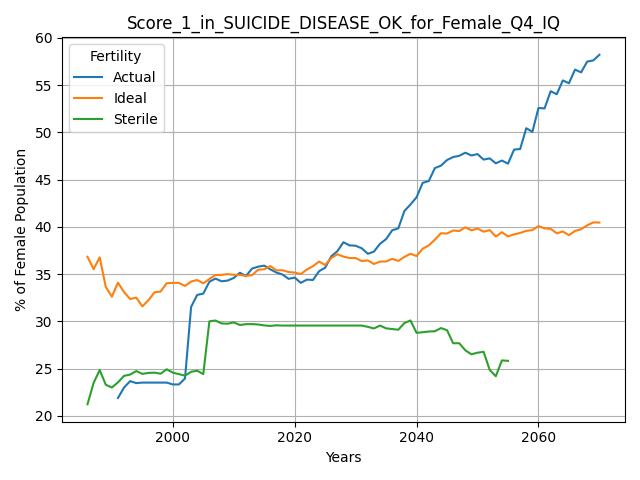 Score_1_in_SUICIDE_DISEASE_OK_for_Female_Q4_IQ
60
55
50
45
40
35
30
25
20
% of Female Population
Fertility
Actual
Ideal
Sterile
2000
2020
2040
2060
Years